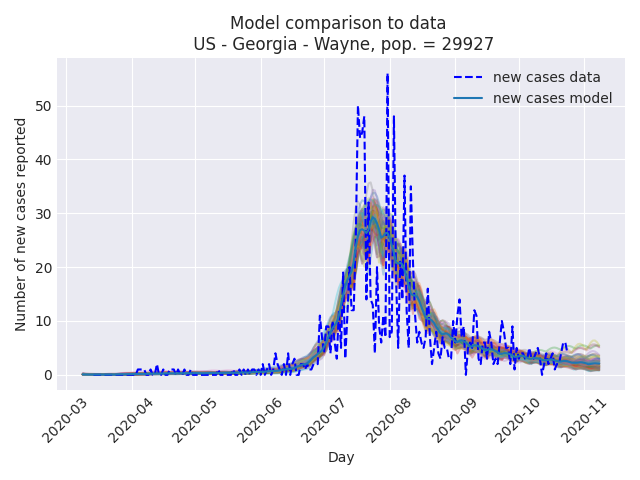 Model comparison to data
US - Georgia - Wayne, pop. = 29927
new cases data
new cases model
Number of new cases reported
50
40
30
20
10
0
2020-03
2020-04
2020-05
2020-06
2020-07
2020-08
2020-09
2020-10
2020-11
Day